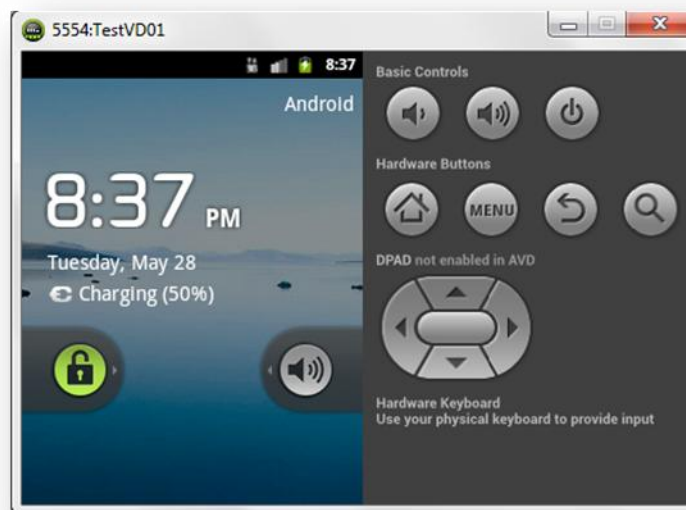 5554:TestVD01
8:37
Android
8:37 PM
Tuesday, May 28
Charging (50%)
Basic Controls
Hardware Buttons
MENU
DPAD not enabled in AVD
Hardware Keyboard
Use your physical keyboard to provide input